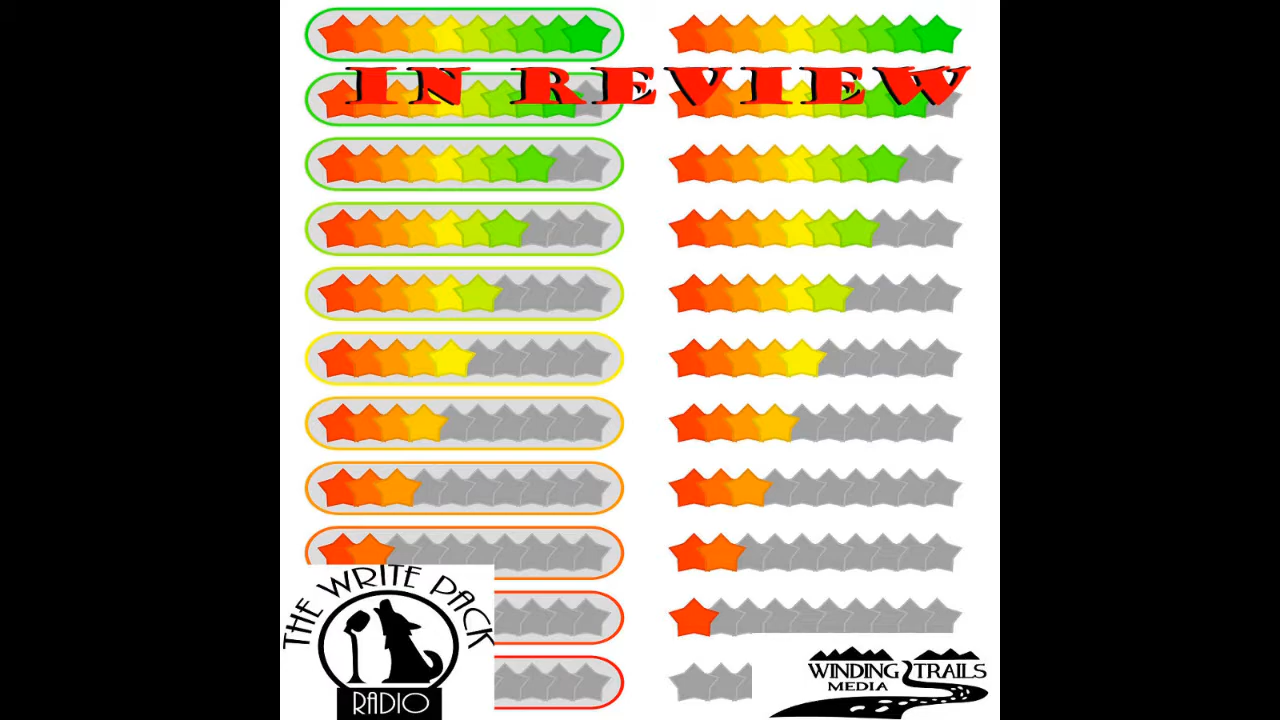 IN REVIEW
THE WRITE PACK
RADIO
WINDING TRAILS
MEDIA